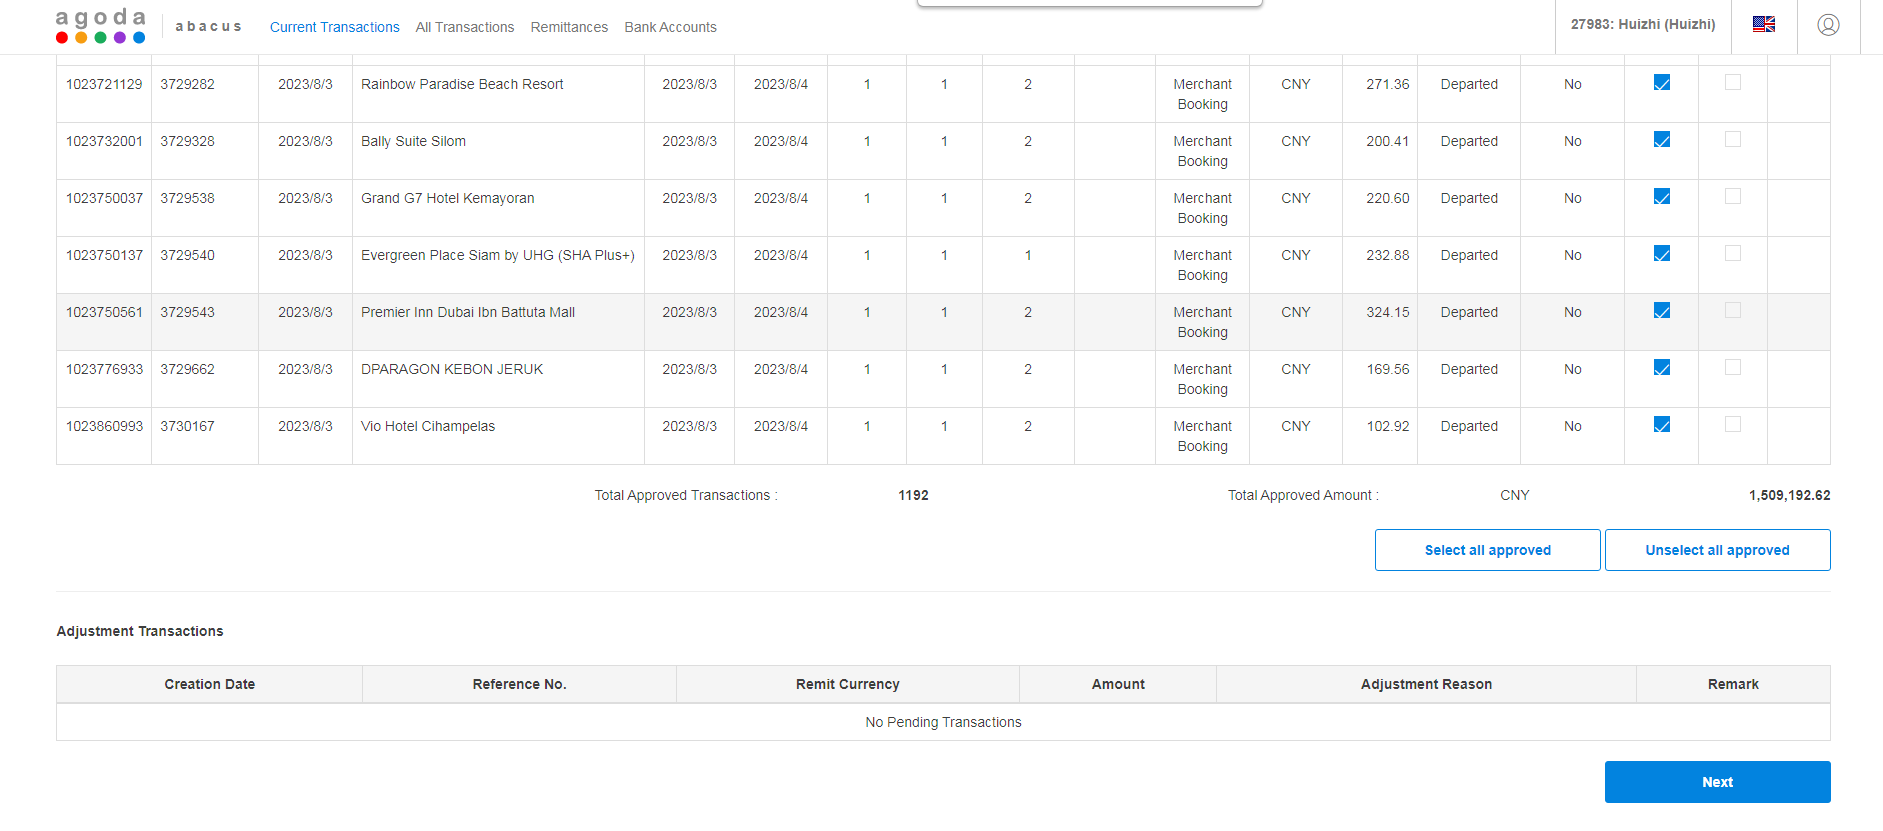 agoda abacus Current Transactions All Transactions Remittances Bank Accounts 27983: Huizhi (Huizhi)
1023721129 3729282 2023/8/3 Rainbow Paradise Beach Resort 2023/8/3 2023/8/4 1 1 2 Merchant Booking CNY 271.36 Departed No
1023732001 3729328 2023/8/3 Bally Suite Silom 2023/8/3 2023/8/4 1 1 2 Merchant Booking CNY 200.41 Departed No
1023750037 3729538 2023/8/3 Grand G7 Hotel Kemayoran 2023/8/3 2023/8/4 1 1 2 Merchant Booking CNY 220.60 Departed No
1023750137 3729540 2023/8/3 Evergreen Place Siam by UHG (SHA Plus+) 2023/8/3 2023/8/4 1 1 1 Merchant Booking CNY 232.88 Departed No
1023750561 3729543 2023/8/3 Premier Inn Dubai Ibn Battuta Mall 2023/8/3 2023/8/4 1 1 2 Merchant Booking CNY 324.15 Departed No
1023776933 3729662 2023/8/3 DPARAGON KEBON JERUK 2023/8/3 2023/8/4 1 1 2 Merchant Booking CNY 169.56 Departed No
1023860993 3730167 2023/8/3 Vio Hotel Cihampelas 2023/8/3 2023/8/4 1 1 2 Merchant Booking CNY 102.92 Departed No
Total Approved Transactions : 1192 Total Approved Amount : CNY 1,509,192.62
Select all approved Unselect all approved
Adjustment Transactions
Creation Date Reference No. Remit Currency Amount Adjustment Reason Remark
No Pending Transactions
Next